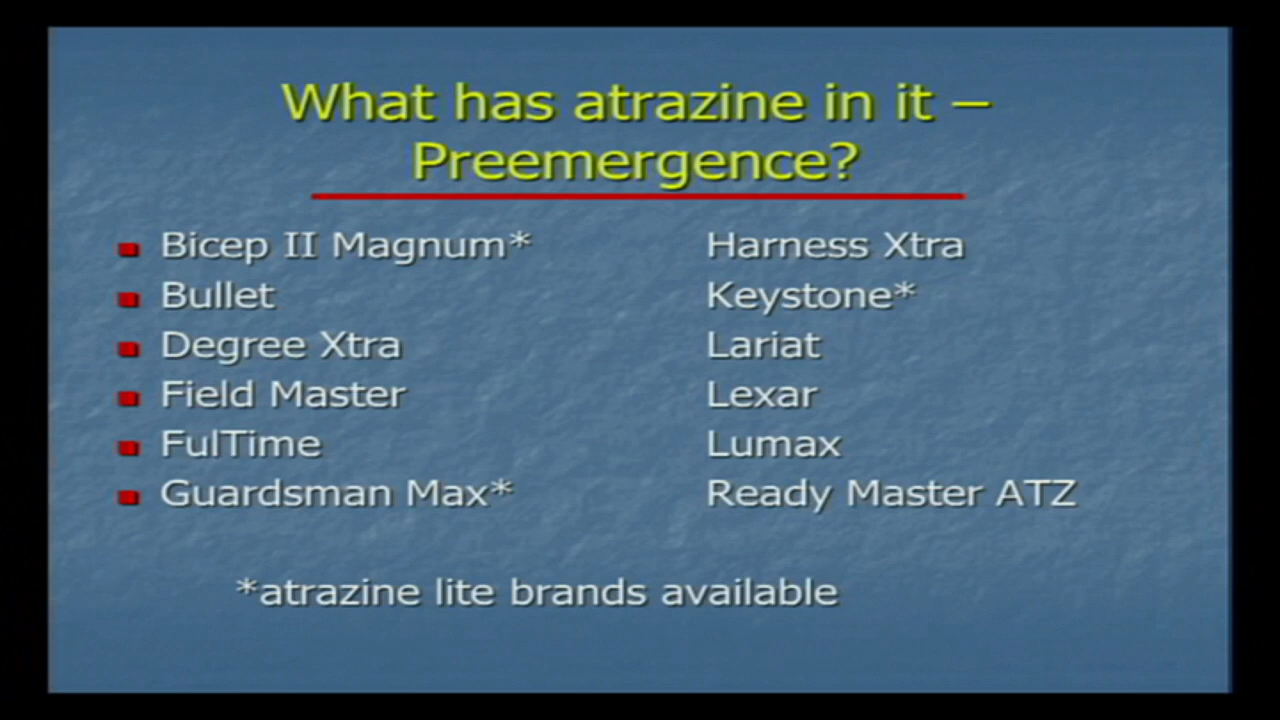 What has atrazine in it –
Preemergence?
Bicep II Magnum*
Bullet
Degree Xtra
Field Master
FulTime
Guardsman Max*
Harness Xtra
Keystone*
Lariat
Lexar
Lumax
Ready Master ATZ
*atrazine lite brands available